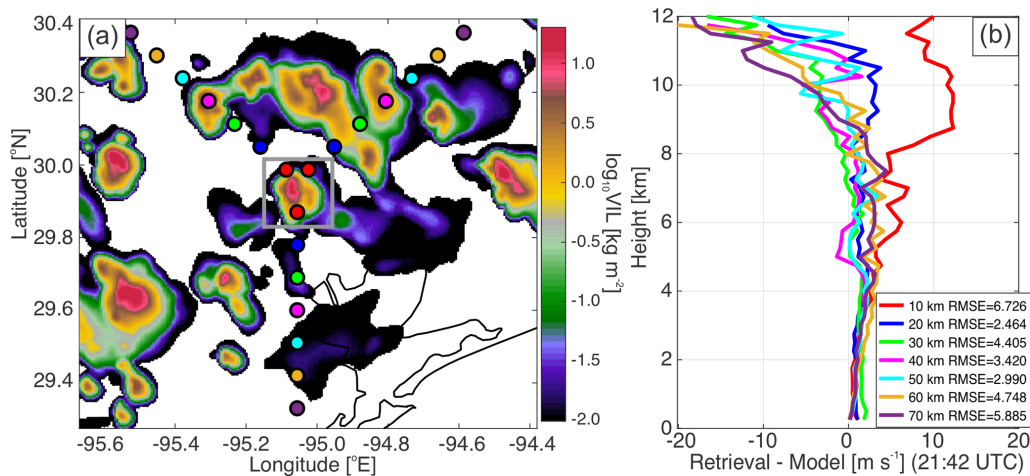 (a)
30.4
30.2
30.0
29.8
29.6
29.4
Latitude [°N]
-95.6
-95.4
-95.2
-95.0
-94.8
-94.6
-94.4
Longitude [°E]
1.0
0.5
0.0
-0.5
-1.0
-1.5
-2.0
log10VIL [kg m-2]
(b)
12
10
8
6
4
2
0
Height [km]
10 km RMSE=6.726
20 km RMSE=2.464
30 km RMSE=4.405
40 km RMSE=3.420
50 km RMSE=2.990
60 km RMSE=4.748
70 km RMSE=5.885
-20
-10
0
10
20
Retrieval - Model [m s-1] (21:42 UTC)